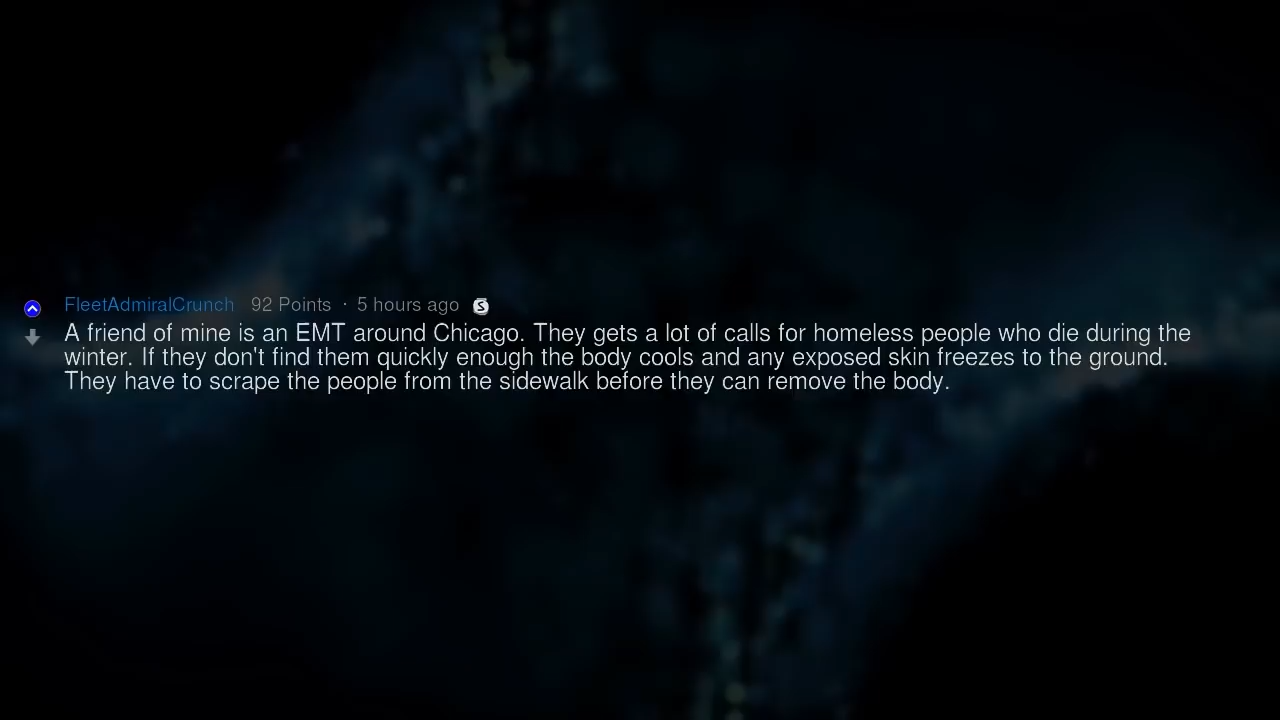 FleetAdmiralCrunch 92 Points · 5 hours ago S
A friend of mine is an EMT around Chicago. They gets a lot of calls for homeless people who die during the
winter. If they don't find them quickly enough the body cools and any exposed skin freezes to the ground.
They have to scrape the people from the sidewalk before they can remove the body.